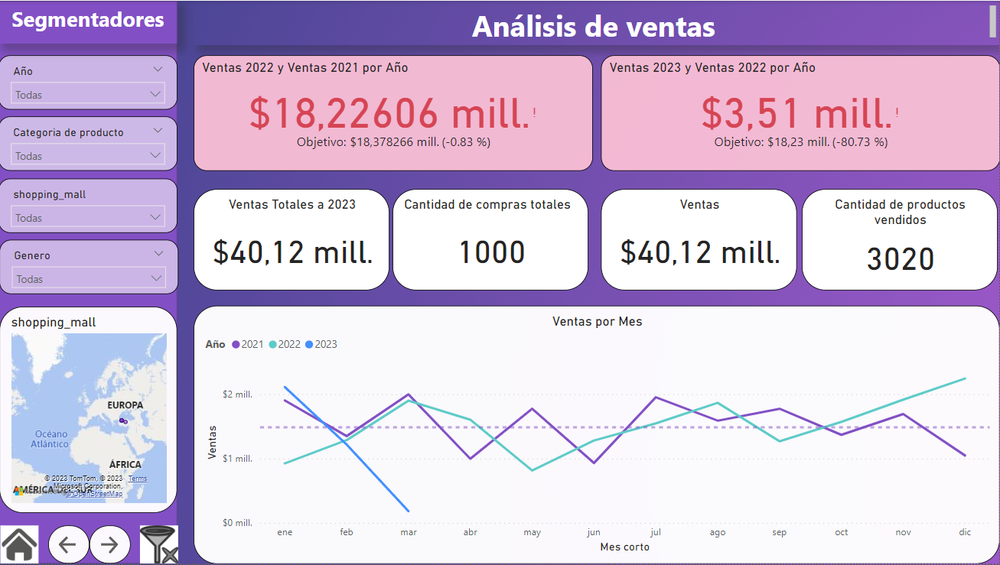 Segmentadores
Análisis de ventas
Año
Todas
Categoria de producto
Todas
shopping_mall
Todas
Genero
Todas
shopping_mall
EUROPA
Océano
Atlántico
ÁFRICA
AMÉRICA DEL SUR
© 2023 TomTom, © 2023 Terms
Microsoft Corporation,
© OpenStreetMap
Ventas 2022 y Ventas 2021 por Año
$18,22606 mill.!
Objetivo: $18,378266 mill. (-0.83 %)
Ventas 2023 y Ventas 2022 por Año
$3,51 mill.!
Objetivo: $18,23 mill. (-80.73 %)
Ventas Totales a 2023
$40,12 mill.
Cantidad de compras totales
1000
Ventas
$40,12 mill.
Cantidad de productos
vendidos
3020
Ventas por Mes
Año 2021 2022 2023
Ventas
$2 mill.
$1 mill.
$0 mill.
ene feb mar abr may jun jul ago sep oct nov dic
Mes corto